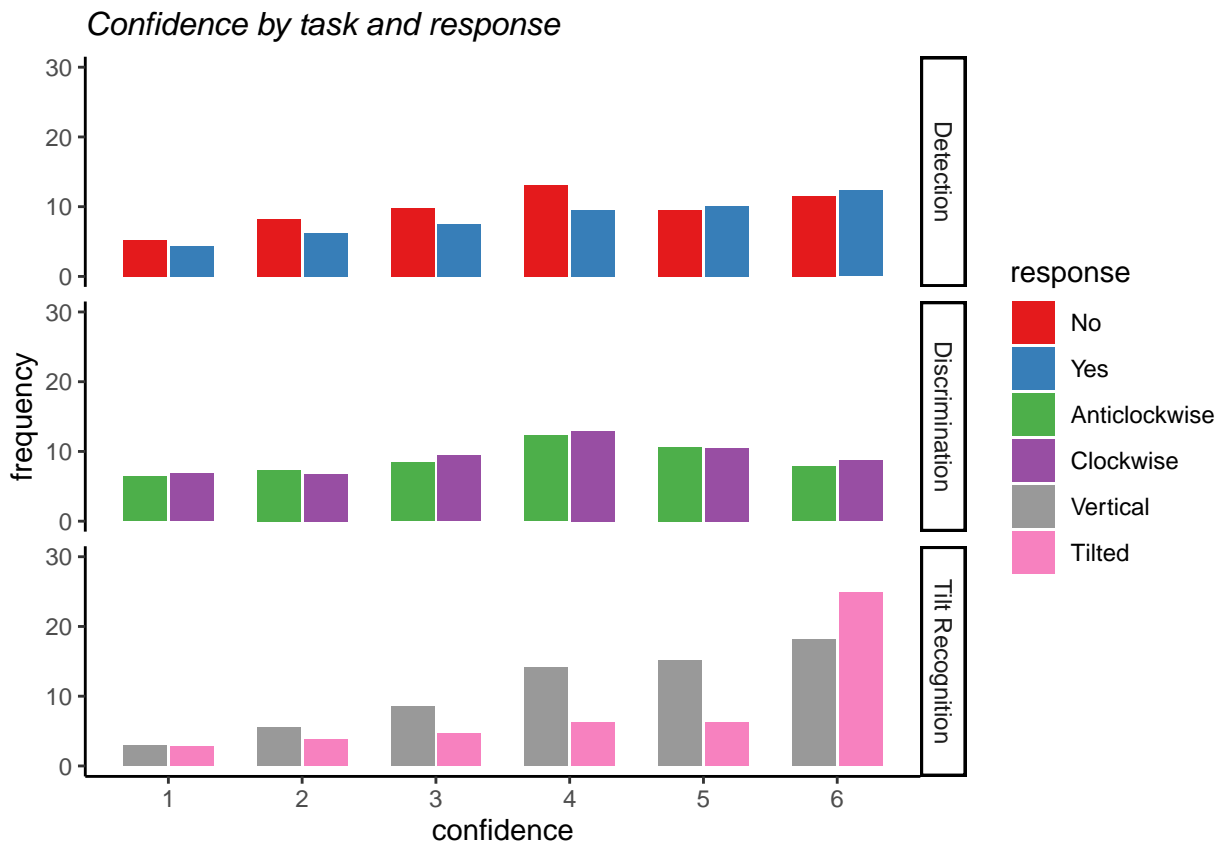 Confidence by task and response
30
20
10
0
Detection
30
20
10
0
Discrimination
30
20
10
0
Tilt Recognition
1 2 3 4 5 6
confidence
frequency
response
No
Yes
Anticlockwise
Clockwise
Vertical
Tilted